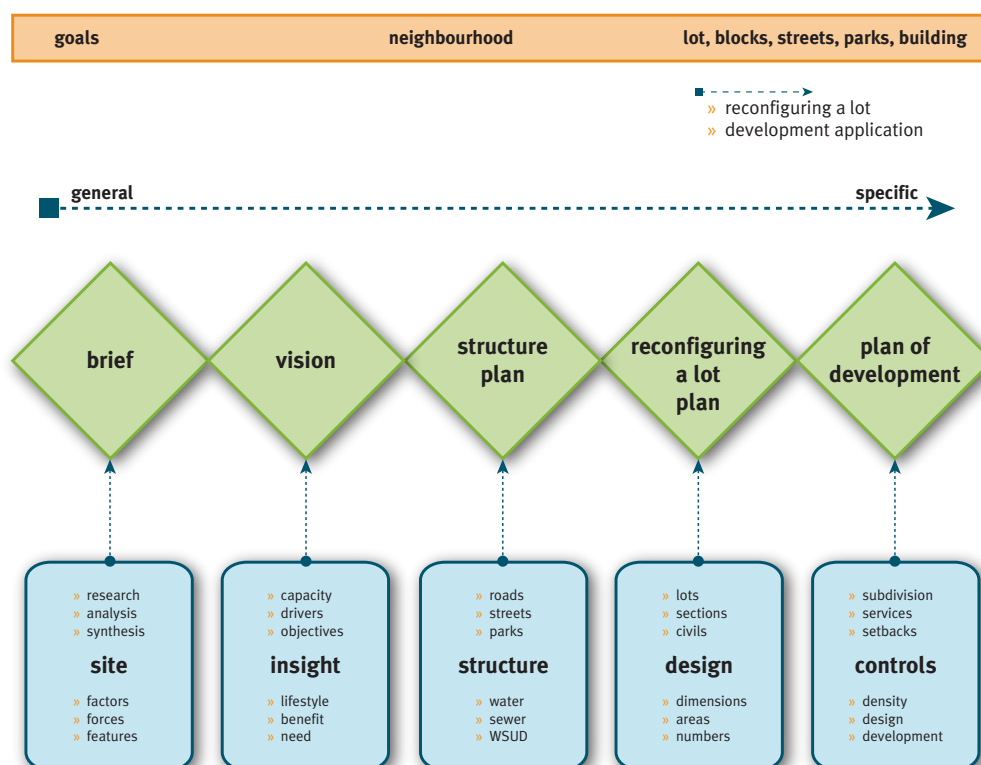 goals neighbourhood lot, blocks, streets, parks, building
» reconfiguring a lot
» development application
general specific
brief
vision
structure
plan
reconfiguring
a lot
plan
plan of
development
» research
» analysis
» synthesis
site
» factors
» forces
» features
» capacity
» drivers
» objectives
insight
» lifestyle
» benefit
» need
» roads
» streets
» parks
structure
» water
» sewer
» WSUD
» lots
» sections
» civils
design
» dimensions
» areas
» numbers
» subdivision
» services
» setbacks
controls
» density
» design
» development